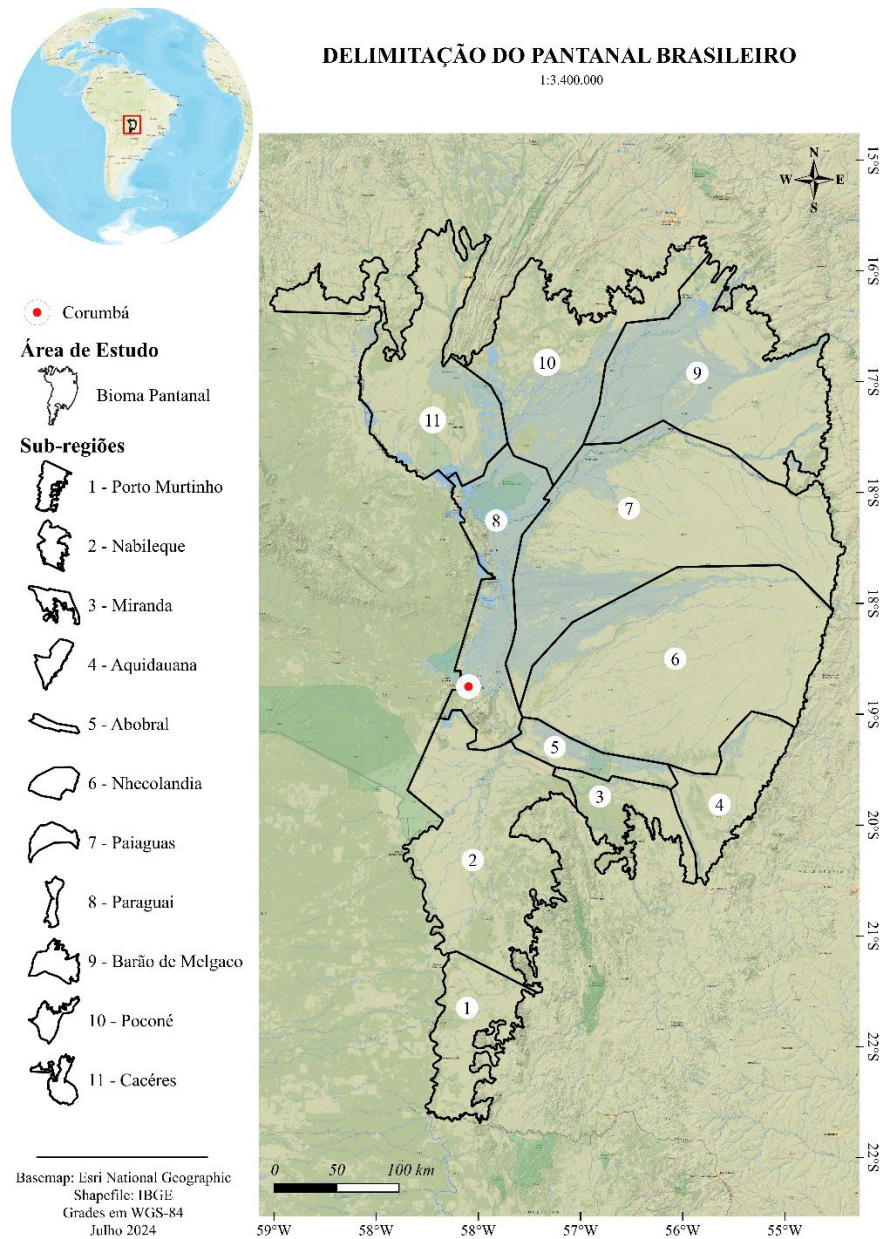 DELIMITAÇÃO DO PANTANAL BRASILEIRO
1:3.400.000
N
W E
S
Corumbá
Área de Estudo
Bioma Pantanal
Sub-regiões
1 - Porto Murtinho
2 - Nabileque
3 - Miranda
4 - Aquidauana
5 - Abobral
6 - Nhecolandia
7 - Paiaguas
8 - Paraguai
9 - Barão de Melgaco
10 - Poconé
11 - Cacéres
Basemap: Esri National Geographic
Shapefile: IBGE
Grades em WGS-84
Julho 2024
10
9
11
7
8
6
5
3
4
2
1
0 50 100 km
15°S
16°S
17°S
18°S
18°S
19°S
20°S
21°S
22°S
22°S
59°W 58°W 58°W 57°W 56°W 55°W